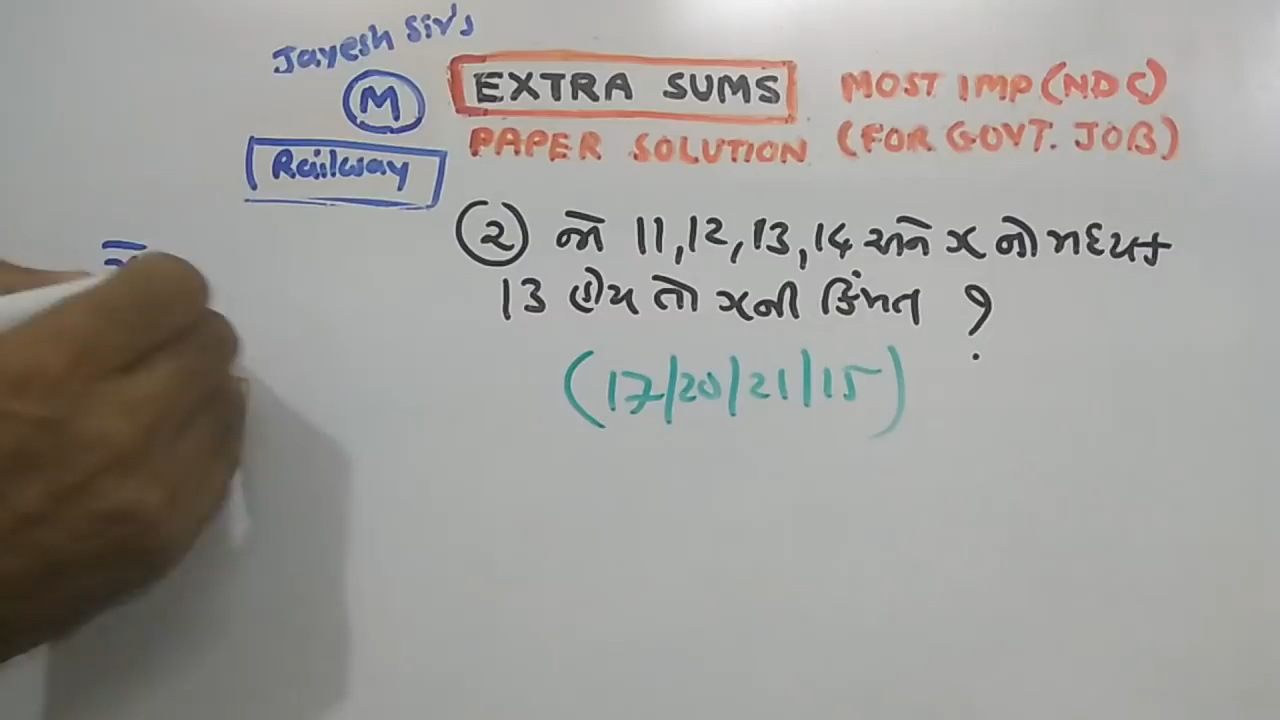 Jayesh Sir's
M
Railway
EXTRA SUMS
PAPER SOLUTION
MOST IMP (NDC)
(FOR GOVT. JOB)
(૨) જો 11,12,13,14 અને x નો મધ્યક
13 હોય તો x ની કિંમત ?
(17/20/21/15)